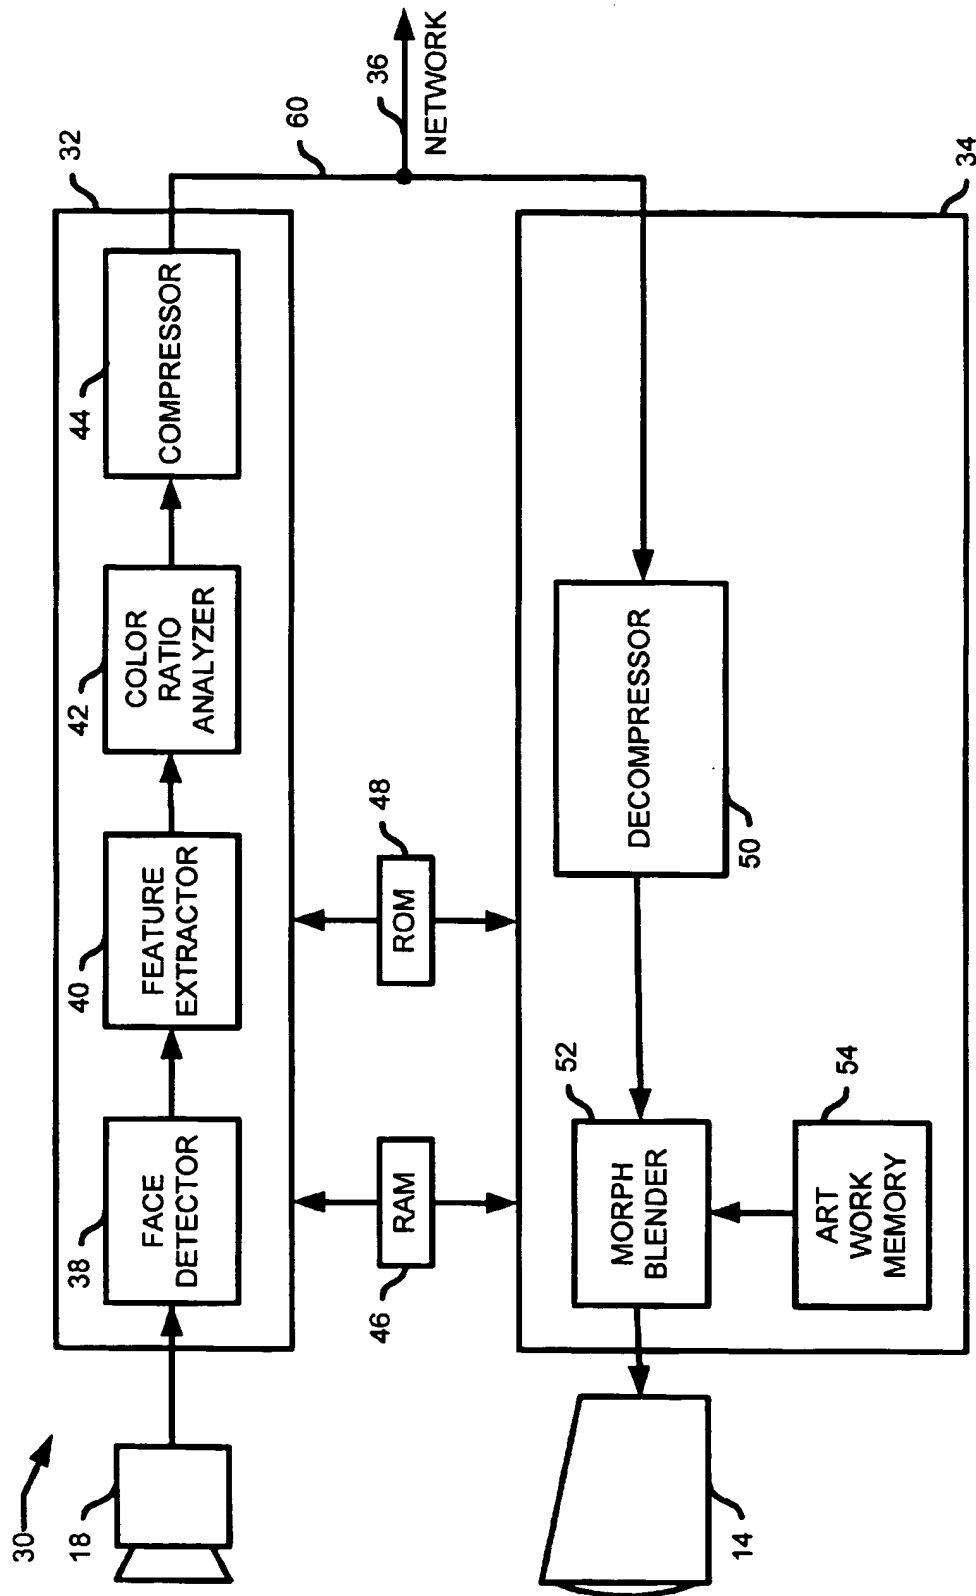 30
18
38
FACE
DETECTOR
40
FEATURE
EXTRACTOR
42
COLOR
RATIO
ANALYZER
44
COMPRESSOR
32
60
36
NETWORK
46
RAM
48
ROM
14
52
MORPH
BLENDER
54
ART
WORK
MEMORY
50
DECOMPRESSOR
34